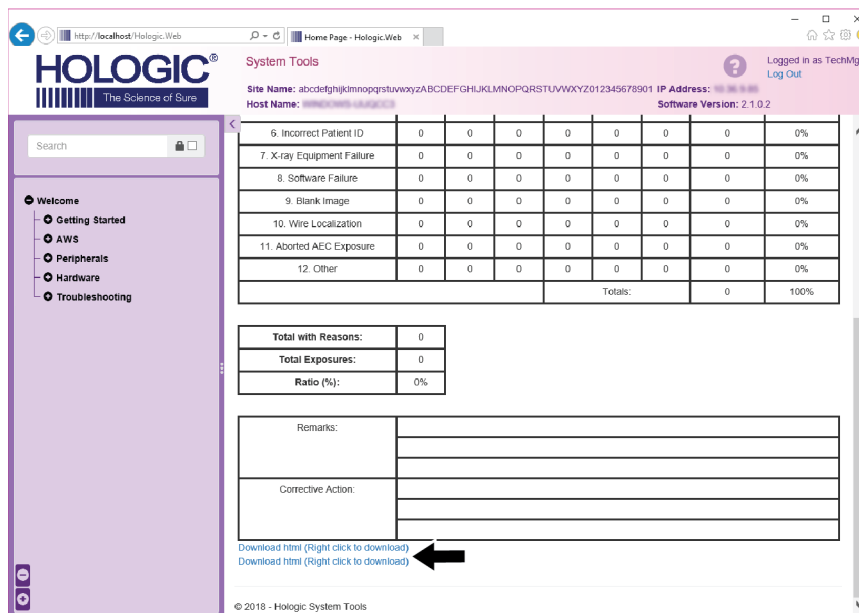 http://localhost/Hologic.Web
Home Page - Hologic.Web
HOLOGIC®
The Science of Sure
System Tools
?
Logged in as TechMg
Log Out
Site Name: abcdefghijklmnopqrstuvwxyzABCDEFGHIJKLMNOPQRSTUVWXYZ012345678901 IP Address:
Host Name:
Software Version: 2.1.0.2
Search
Welcome
Getting Started
AWS
Peripherals
Hardware
Troubleshooting
6. Incorrect Patient ID 0 0 0 0 0 0 0 0%
7. X-ray Equipment Failure 0 0 0 0 0 0 0 0%
8. Software Failure 0 0 0 0 0 0 0 0%
9. Blank Image 0 0 0 0 0 0 0 0%
10. Wire Localization 0 0 0 0 0 0 0 0%
11. Aborted AEC Exposure 0 0 0 0 0 0 0 0%
12. Other 0 0 0 0 0 0 0 0%
Totals: 0 100%
Total with Reasons: 0
Total Exposures: 0
Ratio (%): 0%
Remarks:
Corrective Action:
Download html (Right click to download)
Download html (Right click to download)
© 2018 - Hologic System Tools